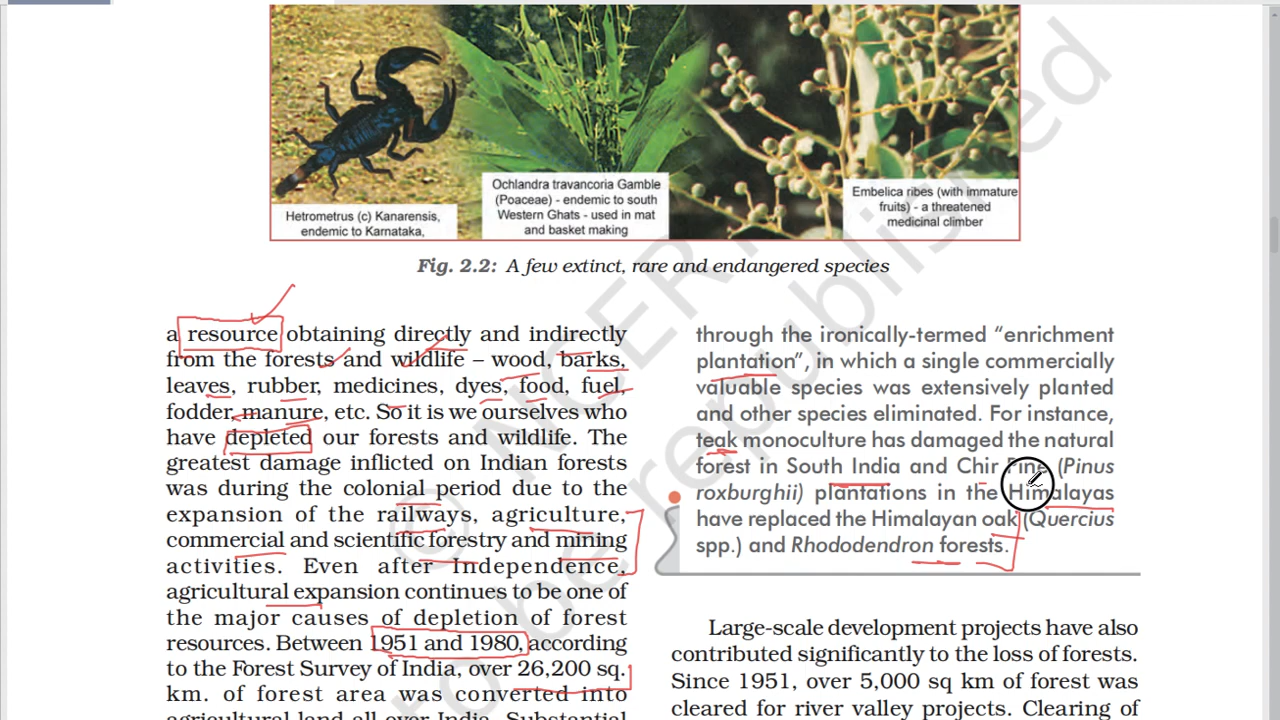 Hetrometrus (c) Kanarensis,
endemic to Karnataka,
Ochlandra travancoria Gamble
(Poaceae) - endemic to south
Western Ghats - used in mat
and basket making
Embelica ribes (with immature
fruits) - a threatened
medicinal climber
Fig. 2.2: A few extinct, rare and endangered species
a resource obtaining directly and indirectly
from the forests and wildlife – wood, barks,
leaves, rubber, medicines, dyes, food, fuel,
fodder, manure, etc. So it is we ourselves who
have depleted our forests and wildlife. The
greatest damage inflicted on Indian forests
was during the colonial period due to the
expansion of the railways, agriculture,
commercial and scientific forestry and mining
activities. Even after Independence,
agricultural expansion continues to be one of
the major causes of depletion of forest
resources. Between 1951 and 1980, according
to the Forest Survey of India, over 26,200 sq.
km. of forest area was converted into
agricultural land all over India. Substantial
through the ironically-termed “enrichment
plantation”, in which a single commercially
valuable species was extensively planted
and other species eliminated. For instance,
teak monoculture has damaged the natural
forest in South India and Chir Pine (Pinus
roxburghii) plantations in the Himalayas
have replaced the Himalayan oak (Quercius
spp.) and Rhododendron forests.
Large-scale development projects have also
contributed significantly to the loss of forests.
Since 1951, over 5,000 sq km of forest was
cleared for river valley projects. Clearing of
© NCERT
to be republished